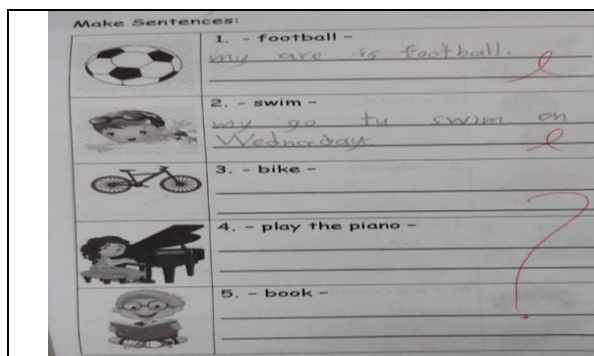 Make Sentences:
1. - football -
my are is football.
2. - swim -
my go tu swim on
Wednedays
3. - bike -
4. - play the piano -
?
5. - book -